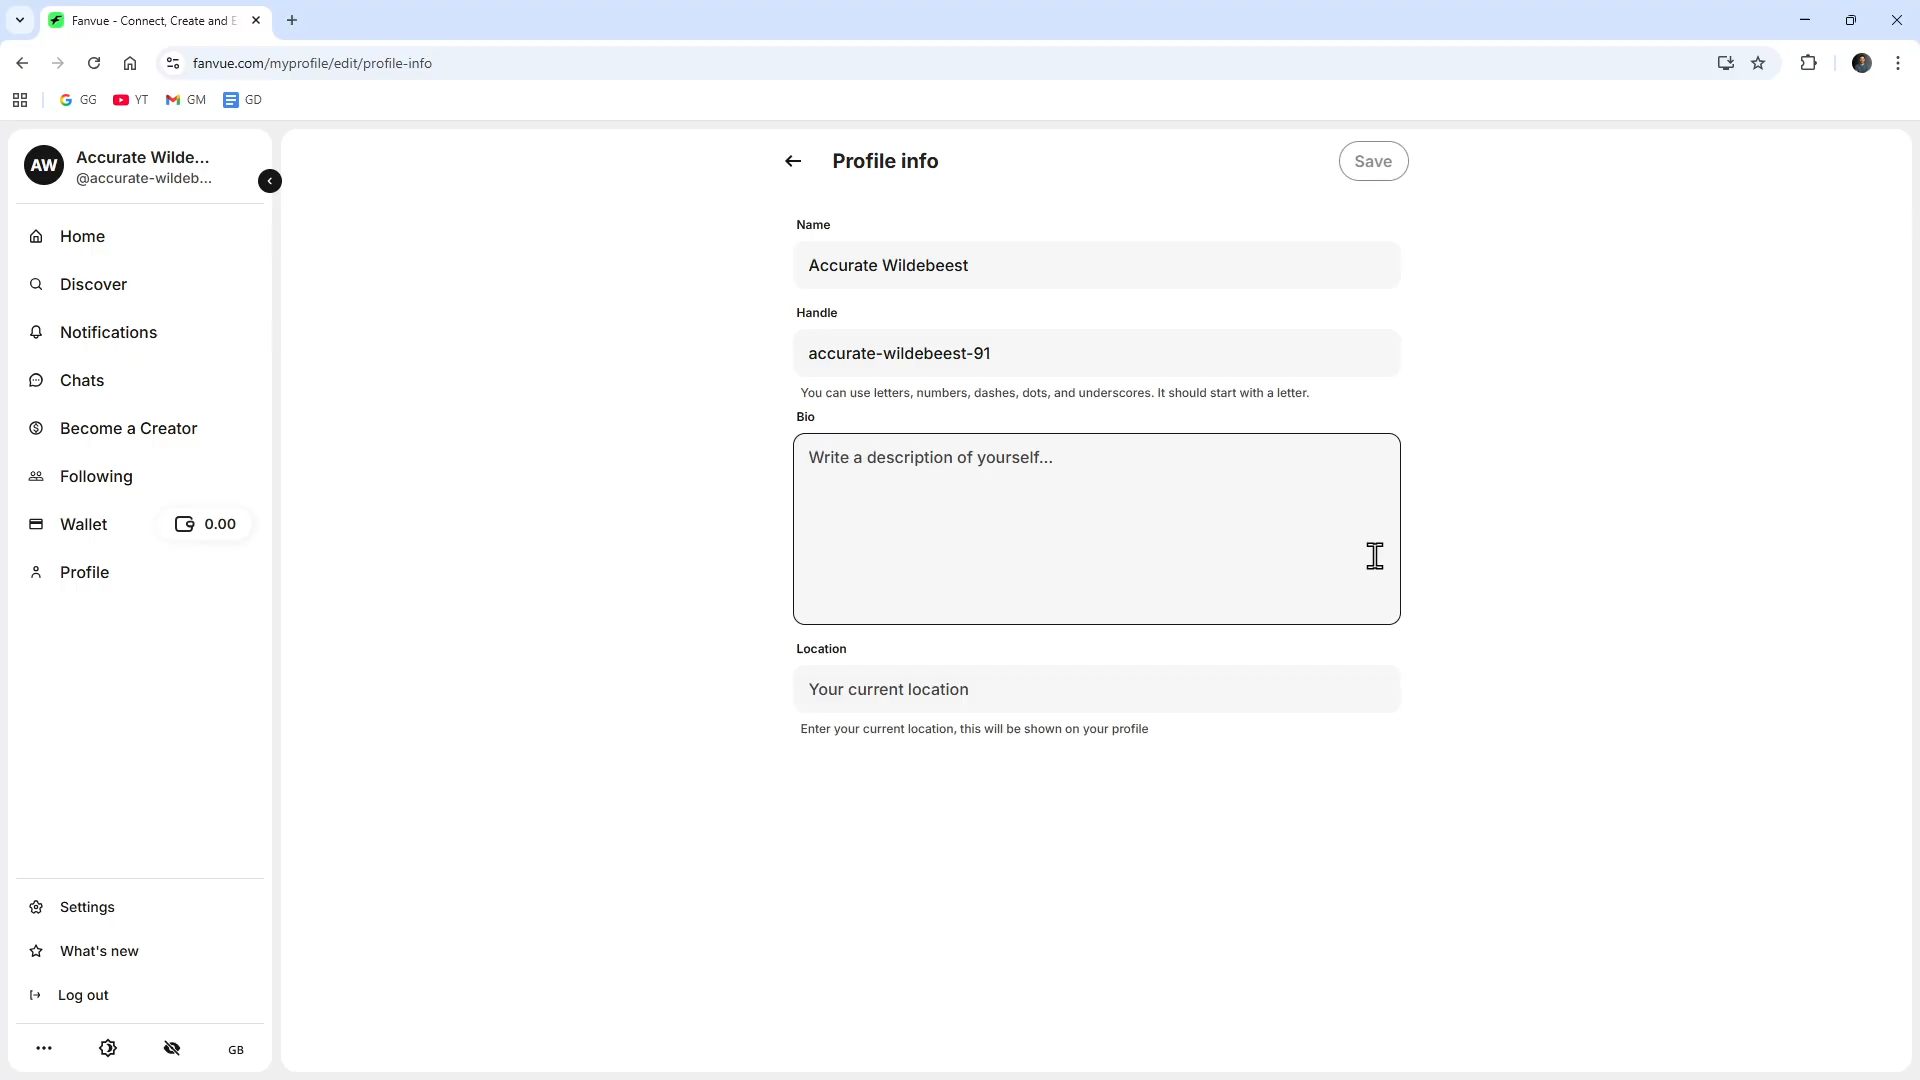 Fanvue - Connect, Create and E
fanvue.com/myprofile/edit/profile-info
GG
YT
GM
GD
AW
Accurate Wilde...
@accurate-wildeb...
Home
Discover
Notifications
Chats
Become a Creator
Following
Wallet
0.00
Profile
Settings
What's new
Log out
GB
Profile info
Save
Name
Accurate Wildebeest
Handle
accurate-wildebeest-91
You can use letters, numbers, dashes, dots, and underscores. It should start with a letter.
Bio
Write a description of yourself...
Location
Your current location
Enter your current location, this will be shown on your profile